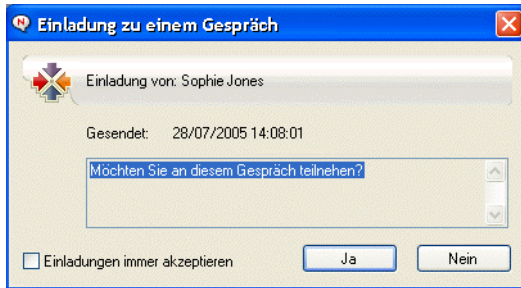 Einladung zu einem Gespräch
Einladung von: Sophie Jones
Gesendet: 28/07/2005 14:08:01
Möchten Sie an diesem Gespräch teilnehmen?
Einladungen immer akzeptieren Ja Nein